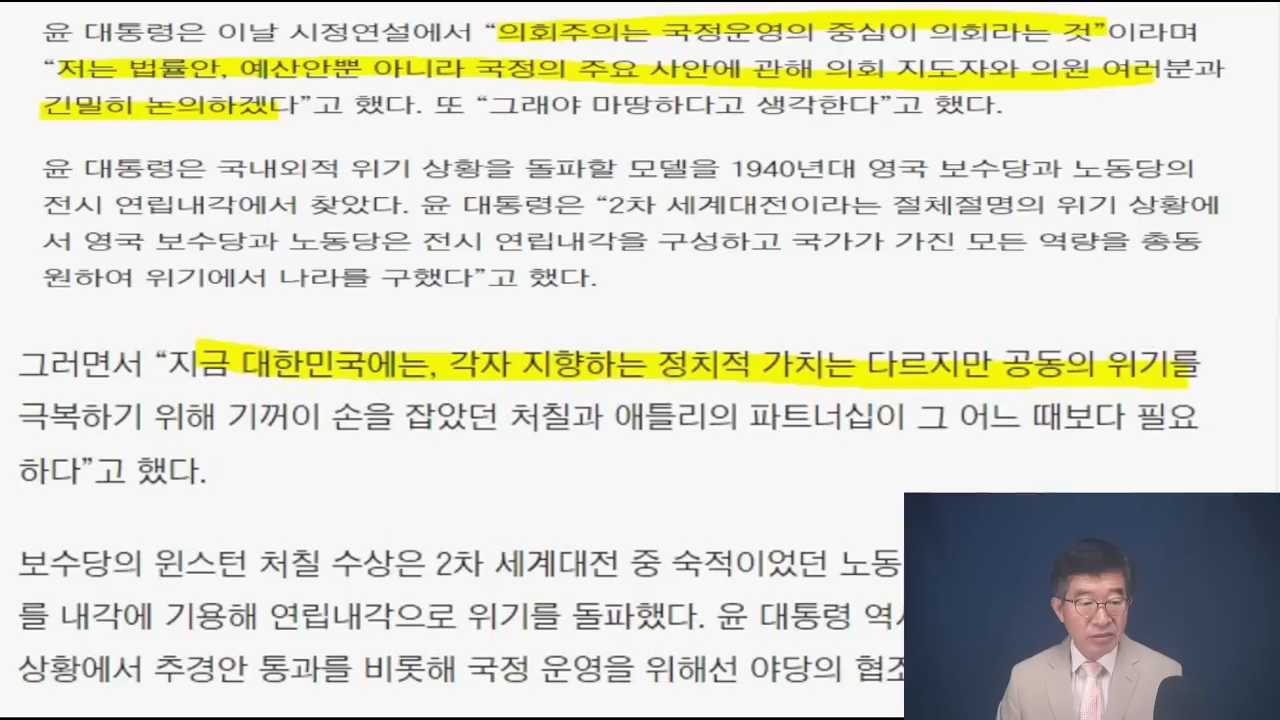 윤 대통령은 이날 시정연설에서 “의회주의는 국정운영의 중심이 의회라는 것”이라며
“저는 법률안, 예산안뿐 아니라 국정의 주요 사안에 관해 의회 지도자와 의원 여러분과
긴밀히 논의하겠다”고 했다. 또 “그래야 마땅하다고 생각한다”고 했다.
윤 대통령은 국내외적 위기 상황을 돌파할 모델을 1940년대 영국 보수당과 노동당의
전시 연립내각에서 찾았다. 윤 대통령은 “2차 세계대전이라는 절체절명의 위기 상황에
서 영국 보수당과 노동당은 전시 연립내각을 구성하고 국가가 가진 모든 역량을 총동
원하여 위기에서 나라를 구했다”고 했다.
그러면서 “지금 대한민국에는, 각자 지향하는 정치적 가치는 다르지만 공동의 위기를
극복하기 위해 기꺼이 손을 잡았던 처칠과 애틀리의 파트너십이 그 어느 때보다 필요
하다”고 했다.
보수당의 윈스턴 처칠 수상은 2차 세계대전 중 숙적이었던 노동
를 내각에 기용해 연립내각으로 위기를 돌파했다. 윤 대통령 역
상황에서 추경안 통과를 비롯해 국정 운영을 위해선 야당의 협조